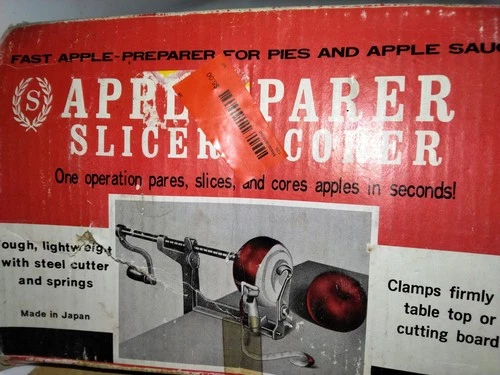 FAST APPLE-PREPARER FOR PIES AND APPLE SAUC
S
APPL PARER
SLICER CORER
One operation pares, slices, and cores apples in seconds!
ough, lightweigh
with steel cutter
and springs
Made in Japan
Clamps firmly
table top or
cutting board